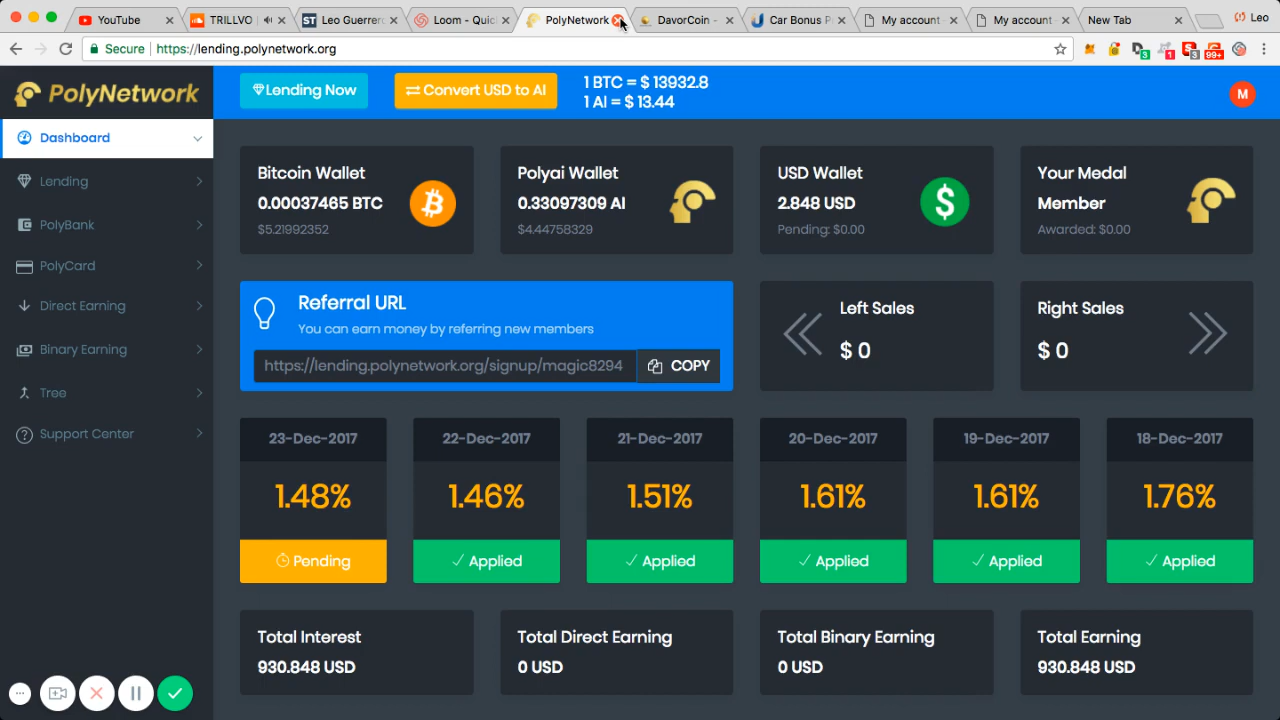 YouTube
TRILLVO
Leo Guerrero
Loom - Quic
PolyNetwork
DavorCoin -
Car Bonus P
My account
My account
New Tab
Leo
Secure
https://lending.polynetwork.org
3
1
3
99+
PolyNetwork
Lending Now
Convert USD to AI
1 BTC = $ 13932.8
1 AI = $ 13.44
M
Dashboard
Lending
PolyBank
PolyCard
Direct Earning
Binary Earning
Tree
Support Center
Bitcoin Wallet
0.00037465 BTC
$5.21992352
Polyai Wallet
0.33097309 AI
$4.44758329
USD Wallet
2.848 USD
Pending: $0.00
Your Medal
Member
Awarded: $0.00
Referral URL
You can earn money by referring new members
https://lending.polynetwork.org/signup/magic8294
COPY
Left Sales
$ 0
Right Sales
$ 0
23-Dec-2017
1.48%
Pending
22-Dec-2017
1.46%
Applied
21-Dec-2017
1.51%
Applied
20-Dec-2017
1.61%
Applied
19-Dec-2017
1.61%
Applied
18-Dec-2017
1.76%
Applied
Total Interest
930.848 USD
Total Direct Earning
0 USD
Total Binary Earning
0 USD
Total Earning
930.848 USD